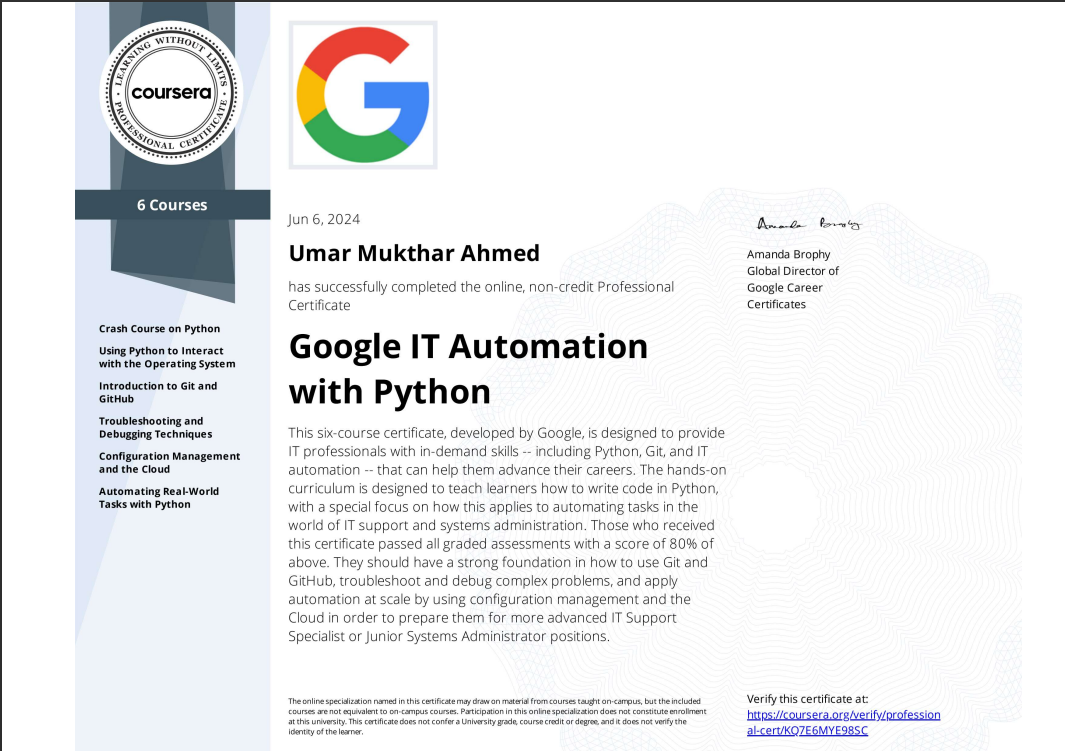 LEARNING WITHOUT LIMITS
coursera
PROFESSIONAL CERTIFICATE
6 Courses
Crash Course on Python
Using Python to Interact
with the Operating System
Introduction to Git and
GitHub
Troubleshooting and
Debugging Techniques
Configuration Management
and the Cloud
Automating Real-World
Tasks with Python
Jun 6, 2024
Umar Mukthar Ahmed
has successfully completed the online, non-credit Professional
Certificate
Google IT Automation
with Python
This six-course certificate, developed by Google, is designed to provide
IT professionals with in-demand skills -- including Python, Git, and IT
automation -- that can help them advance their careers. The hands-on
curriculum is designed to teach learners how to write code in Python,
with a special focus on how this applies to automating tasks in the
world of IT support and systems administration. Those who received
this certificate passed all graded assessments with a score of 80% of
above. They should have a strong foundation in how to use Git and
GitHub, troubleshoot and debug complex problems, and apply
automation at scale by using configuration management and the
Cloud in order to prepare them for more advanced IT Support
Specialist or Junior Systems Administrator positions.
The online specialization named in this certificate may draw on material from courses taught on-campus, but the included
courses are not equivalent to on-campus courses. Participation in this online specialization does not constitute enrollment
at this university. This certificate does not confer a University grade, course credit or degree, and it does not verify the
identity of the learner.
Amanda Brophy
Amanda Brophy
Global Director of
Google Career
Certificates
Verify this certificate at:
https://coursera.org/verify/profession
al-cert/KQ7E6MYE98SC